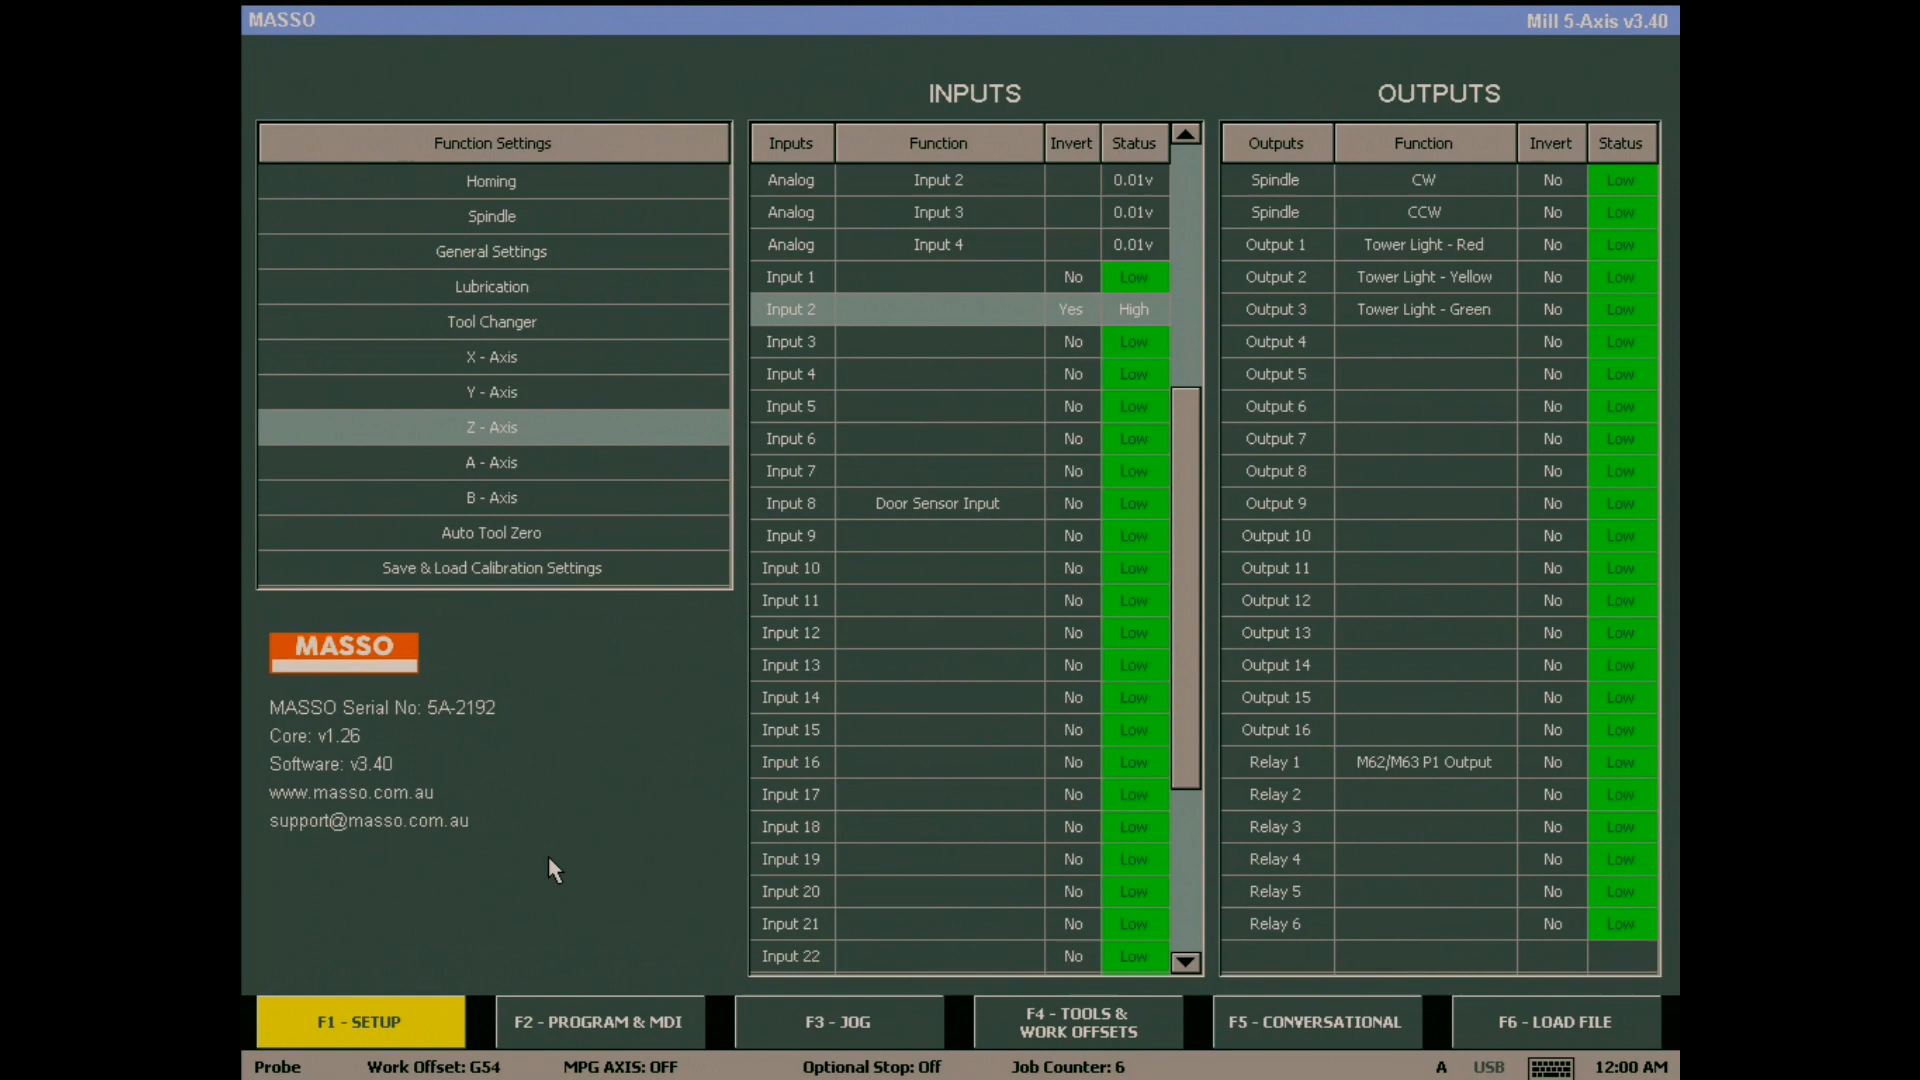 MASSO
Mill 5-Axis v3.40
INPUTS
OUTPUTS
Function Settings
Homing
Spindle
General Settings
Lubrication
Tool Changer
X - Axis
Y - Axis
Z - Axis
A - Axis
B - Axis
Auto Tool Zero
Save & Load Calibration Settings
MASSO
MASSO Serial No: 5A-2192
Core: v1.26
Software: v3.40
www.masso.com.au
support@masso.com.au
Inputs Function Invert Status
Analog Input 2 0.01v
Analog Input 3 0.01v
Analog Input 4 0.01v
Input 1 No Low
Input 2 Yes High
Input 3 No Low
Input 4 No Low
Input 5 No Low
Input 6 No Low
Input 7 No Low
Input 8 Door Sensor Input No Low
Input 9 No Low
Input 10 No Low
Input 11 No Low
Input 12 No Low
Input 13 No Low
Input 14 No Low
Input 15 No Low
Input 16 No Low
Input 17 No Low
Input 18 No Low
Input 19 No Low
Input 20 No Low
Input 21 No Low
Input 22 No Low
Outputs Function Invert Status
Spindle CW No Low
Spindle CCW No Low
Output 1 Tower Light - Red No Low
Output 2 Tower Light - Yellow No Low
Output 3 Tower Light - Green No Low
Output 4 No Low
Output 5 No Low
Output 6 No Low
Output 7 No Low
Output 8 No Low
Output 9 No Low
Output 10 No Low
Output 11 No Low
Output 12 No Low
Output 13 No Low
Output 14 No Low
Output 15 No Low
Output 16 No Low
Relay 1 M62/M63 P1 Output No Low
Relay 2 No Low
Relay 3 No Low
Relay 4 No Low
Relay 5 No Low
Relay 6 No Low
F1 - SETUP
F2 - PROGRAM & MDI
F3 - JOG
F4 - TOOLS &
WORK OFFSETS
F5 - CONVERSATIONAL
F6 - LOAD FILE
Probe Work Offset: G54 MPG AXIS: OFF Optional Stop: Off Job Counter: 6 A USB 12:00 AM